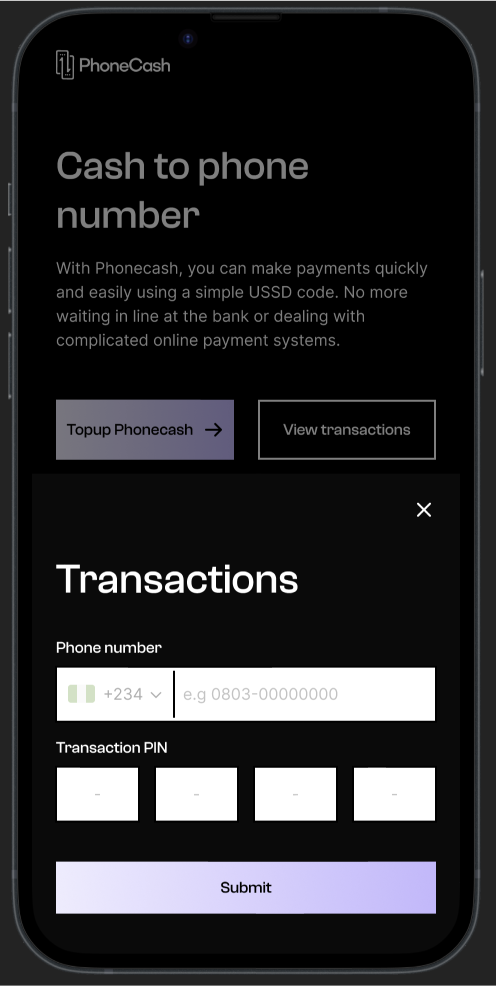 PhoneCash
Cash to phone
number
With Phonecash, you can make payments quickly
and easily using a simple USSD code. No more
waiting in line at the bank or dealing with
complicated online payment systems.
Topup Phonecash →
View transactions
Transactions
Phone number
+234
e.g 0803-00000000
Transaction PIN
- - - -
Submit